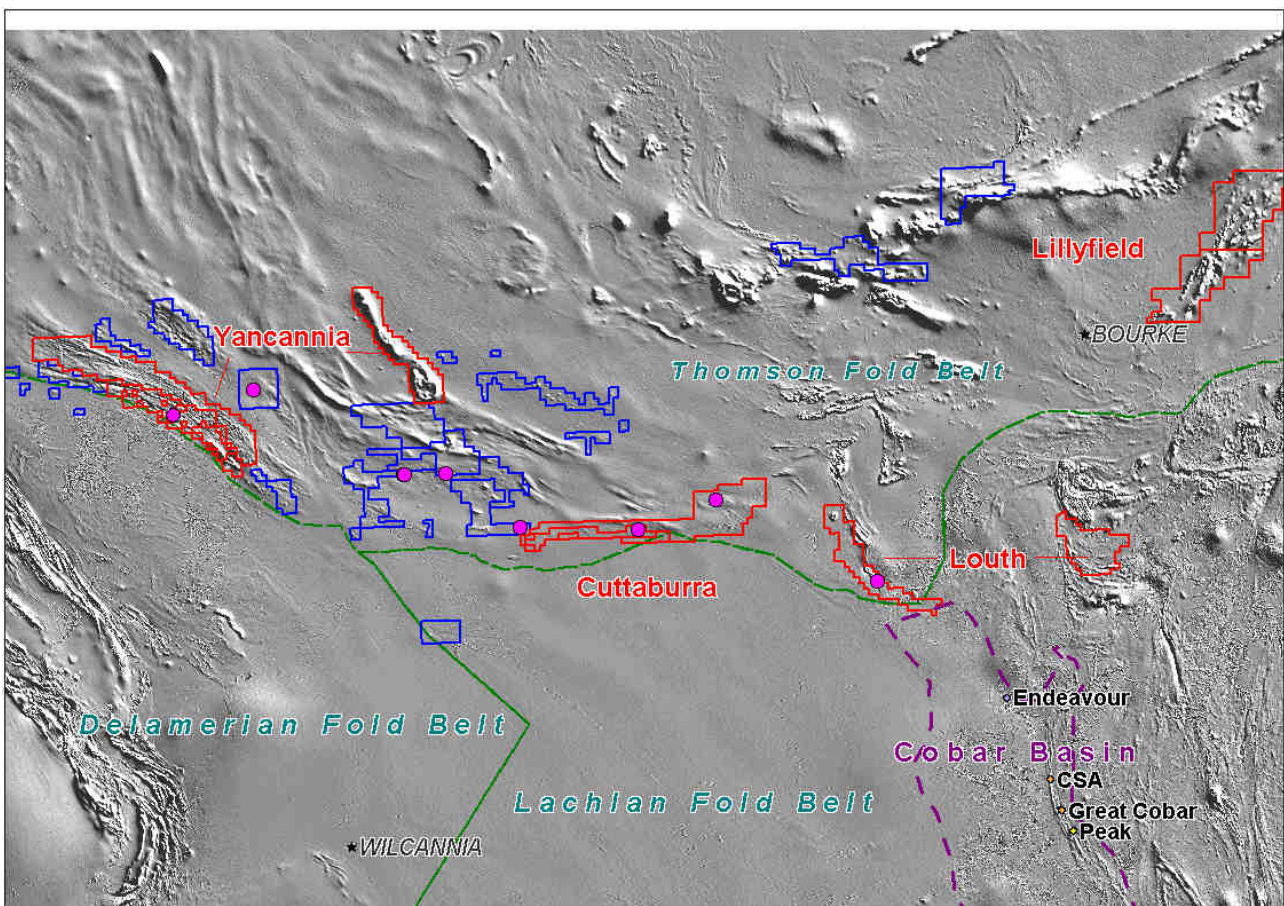 Lillyfield
BOURKE
Yancannia
Thomson Fold Belt
Louth
Cuttaburra
Endeavour
Delamerian Fold Belt
Cobar Basin
CSA
Lachlan Fold Belt
Great Cobar
Peak
WILCANNIA